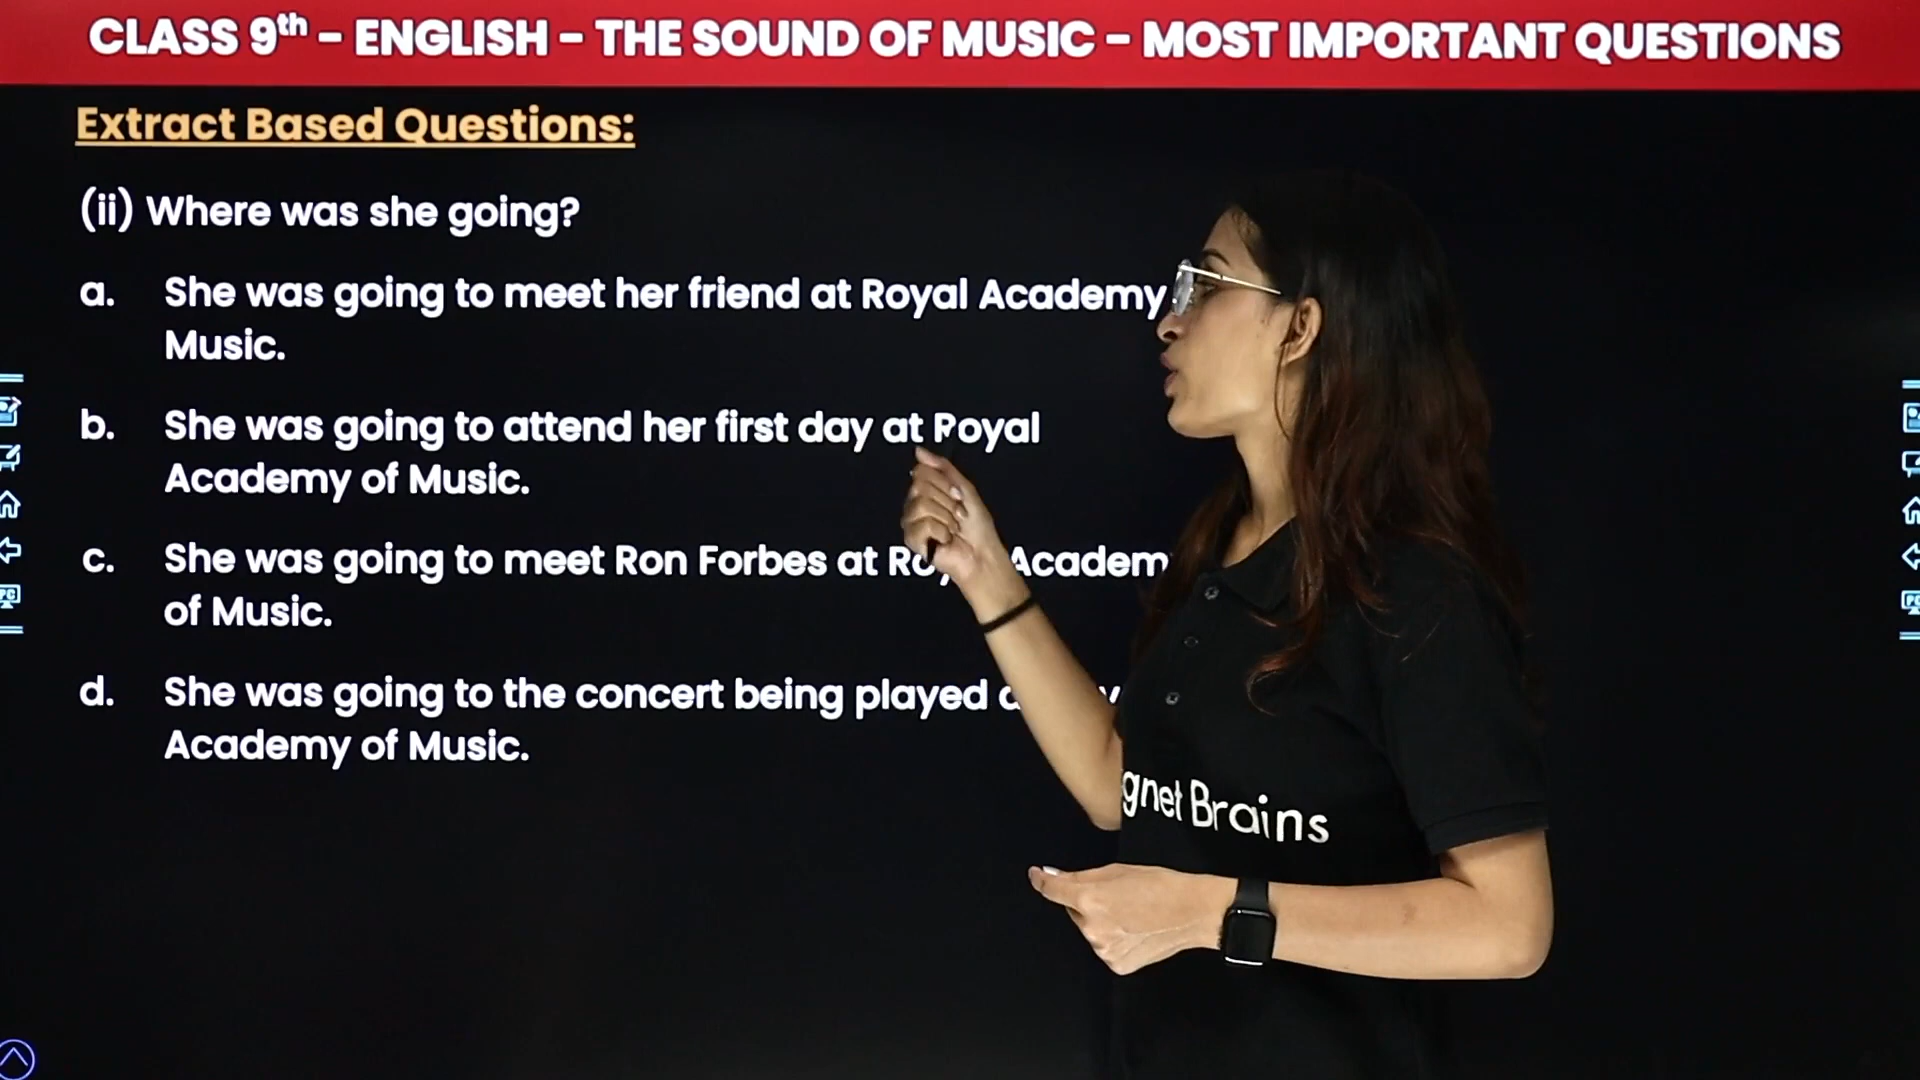 CLASS 9th – ENGLISH – THE SOUND OF MUSIC – MOST IMPORTANT QUESTIONS
Extract Based Questions:
(ii) Where was she going?
a. She was going to meet her friend at Royal Academy
Music.
b. She was going to attend her first day at Royal
Academy of Music.
c. She was going to meet Ron Forbes at
of Music.
d. She was going to the concert being played
Academy of Music.
gnet Brains
PC